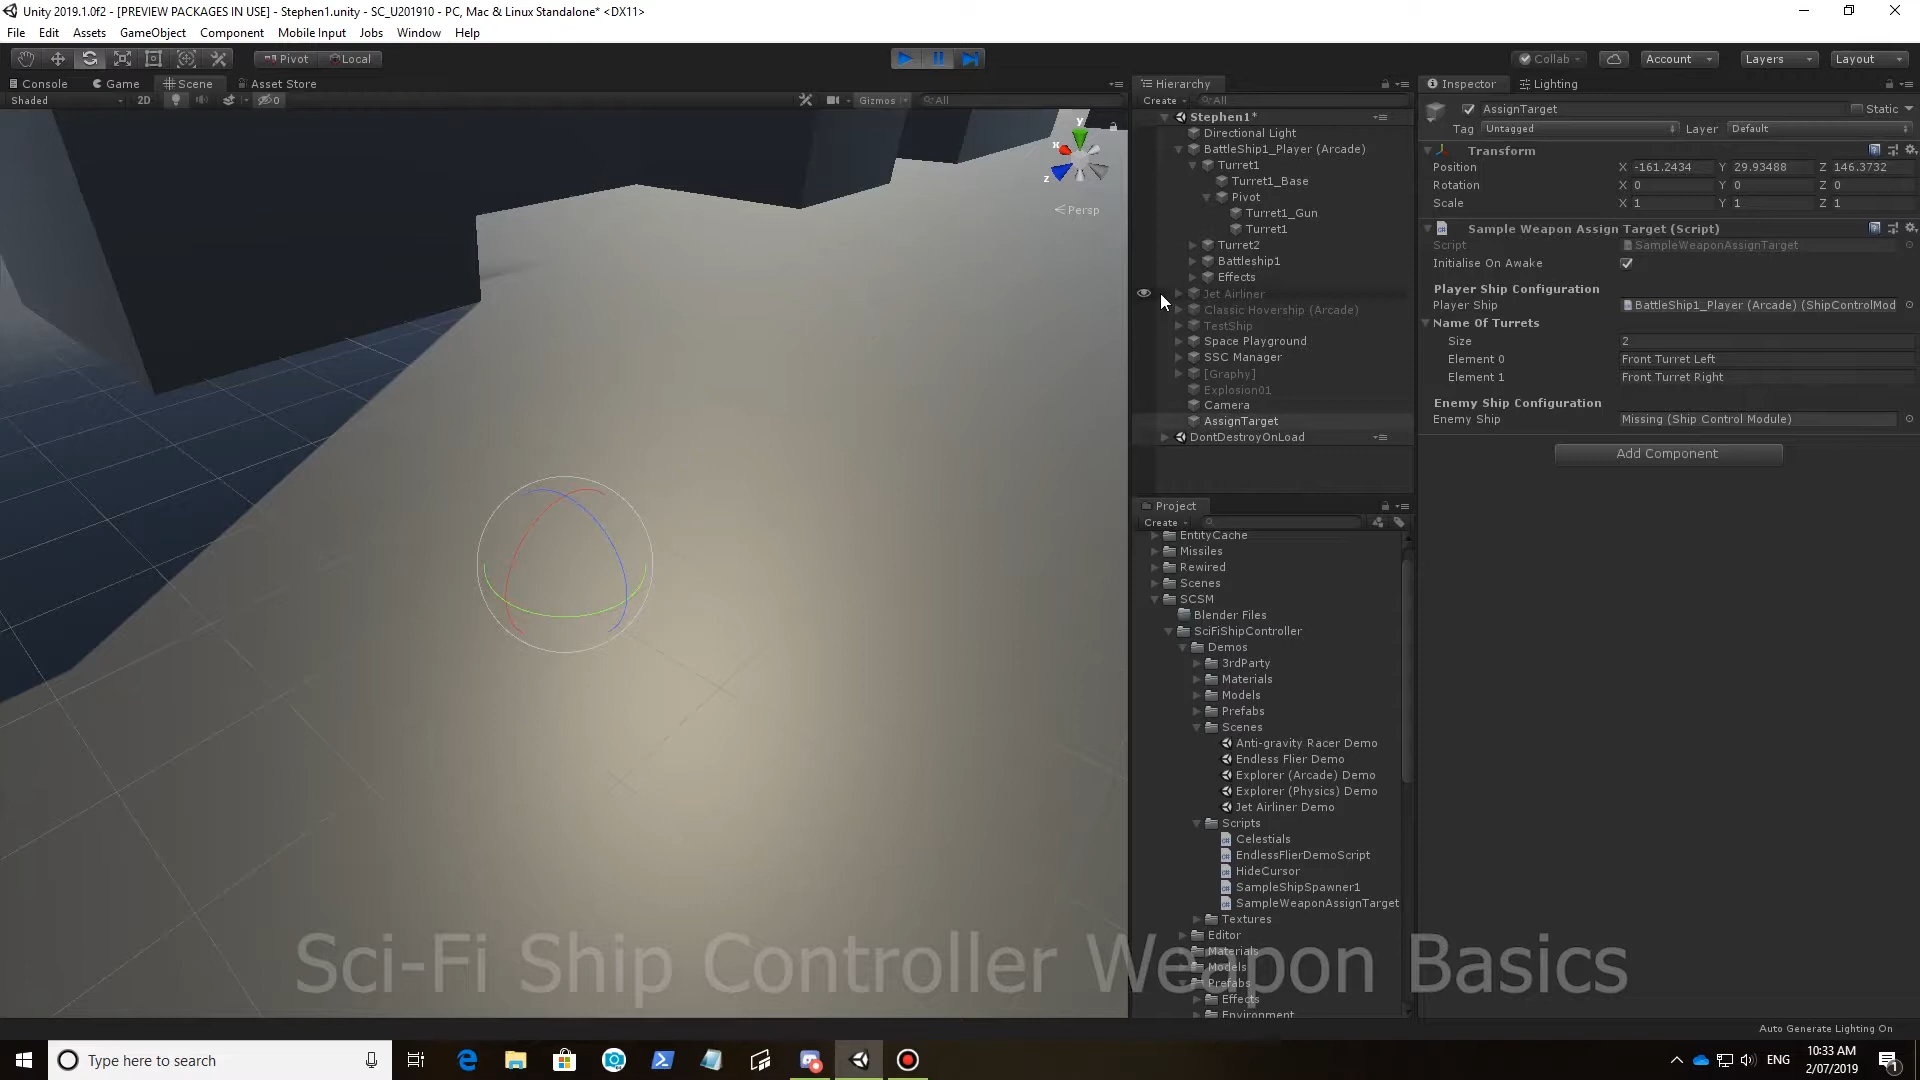 Unity 2019.1.0f2 - [PREVIEW PACKAGES IN USE] - Stephen1.unity - SC_U201910 - PC, Mac & Linux Standalone* <DX11>
File Edit Assets GameObject Component Mobile Input Jobs Window Help
Pivot Local Collab Account Layers Layout
Console Game Scene Asset Store
Shaded 2D Gizmos All
y
x
z
Persp
Hierarchy
Create All
Stephen1*
Directional Light
BattleShip1_Player (Arcade)
Turret1
Turret1_Base
Pivot
Turret1_Gun
Turret1
Turret2
Battleship1
Effects
Jet Airliner
Classic Hovership (Arcade)
TestShip
Space Playground
SSC Manager
[Graphy]
Explosion01
Camera
AssignTarget
DontDestroyOnLoad
Project
Create
EntityCache
Missiles
Rewired
Scenes
SCSM
Blender Files
SciFiShipController
Demos
3rdParty
Materials
Models
Prefabs
Scenes
Anti-gravity Racer Demo
Endless Flier Demo
Explorer (Arcade) Demo
Explorer (Physics) Demo
Jet Airliner Demo
Scripts
Celestials
EndlessFlierDemoScript
HideCursor
SampleShipSpawner1
SampleWeaponAssignTarget
Textures
Editor
Materials
Models
Prefabs
Effects
Environment
Inspector Lighting
AssignTarget Static
Tag Untagged Layer Default
Transform
Position X -161.2434 Y 29.93488 Z 146.3732
Rotation X 0 Y 0 Z 0
Scale X 1 Y 1 Z 1
Sample Weapon Assign Target (Script)
Script SampleWeaponAssignTarget
Initialise On Awake
Player Ship Configuration
Player Ship BattleShip1_Player (Arcade) (ShipControlMod
Name Of Turrets
Size 2
Element 0 Front Turret Left
Element 1 Front Turret Right
Enemy Ship Configuration
Enemy Ship Missing (Ship Control Module)
Add Component
Sci-Fi Ship Controller Weapon Basics
Auto Generate Lighting On
Type here to search
ENG
10:33 AM
2/07/2019
1